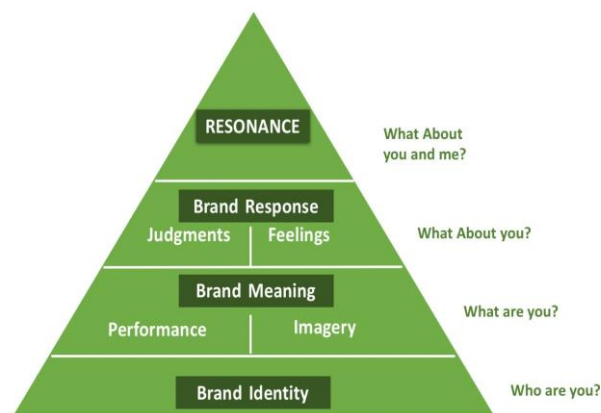 RESONANCE
What About
you and me?
Brand Response
Judgments Feelings
What About you?
Brand Meaning
Performance Imagery
What are you?
Brand Identity
Who are you?